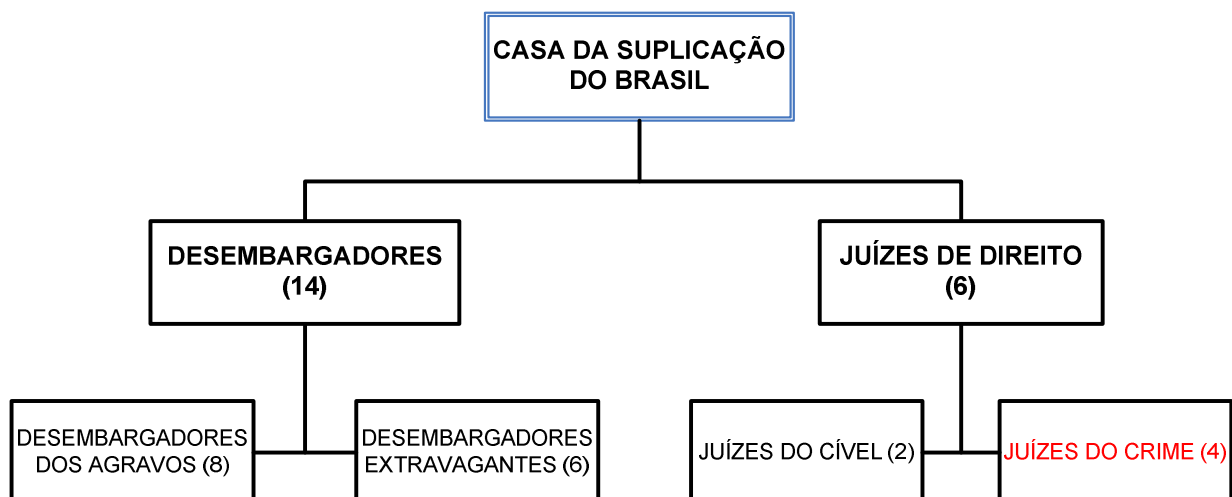 CASA DA SUPLICAÇÃO
DO BRASIL
DESEMBARGADORES
(14)
JUÍZES DE DIREITO
(6)
DESEMBARGADORES
DOS AGRAVOS (8)
DESEMBARGADORES
EXTRAVAGANTES (6)
JUÍZES DO CÍVEL (2)
JUÍZES DO CRIME (4)